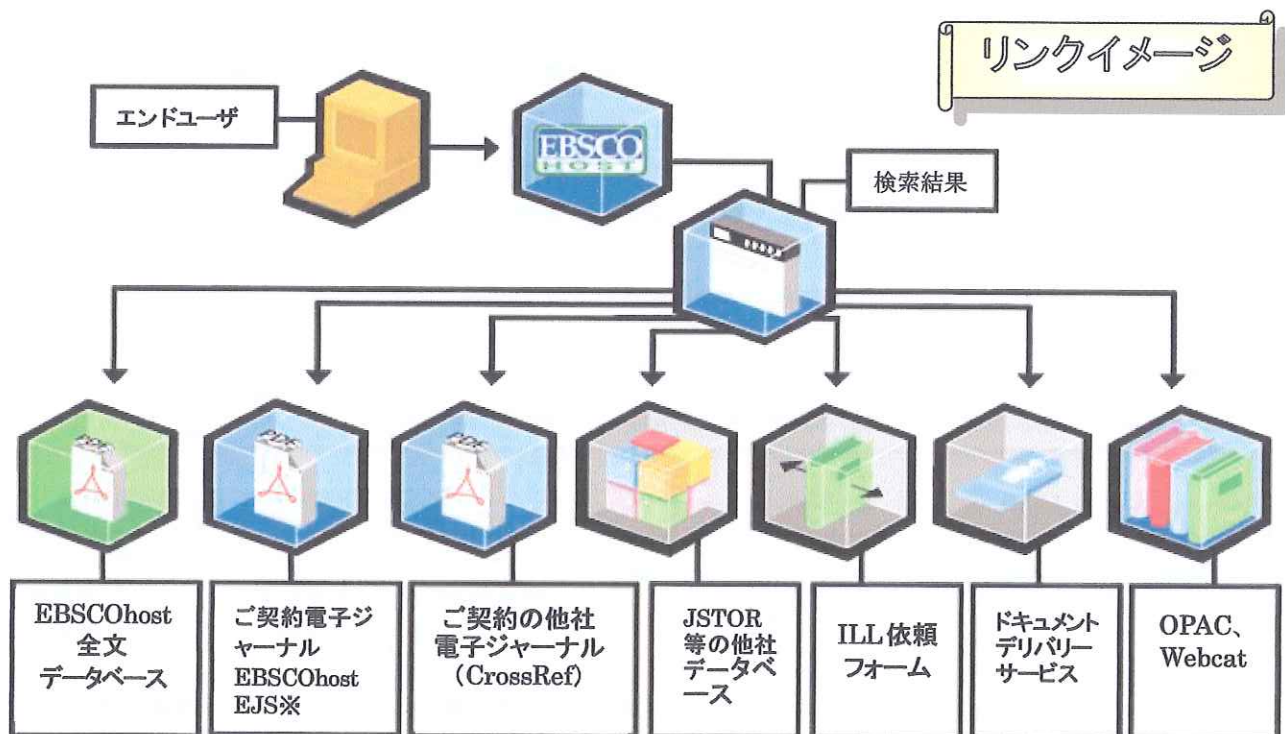 リンクイメージ
エンドユーザ
EBSCO
HOST
検索結果
PDF
PDF
PDF
EBSCOhost
全文
データベース
ご契約電子ジ
ャーナル
EBSCOhost
EJS※
ご契約の他社
電子ジャーナル
（CrossRef）
JSTOR
等の他社
データベ
ース
ILL依頼
フォーム
ドキュメント
デリバリー
サービス
OPAC、
Webcat